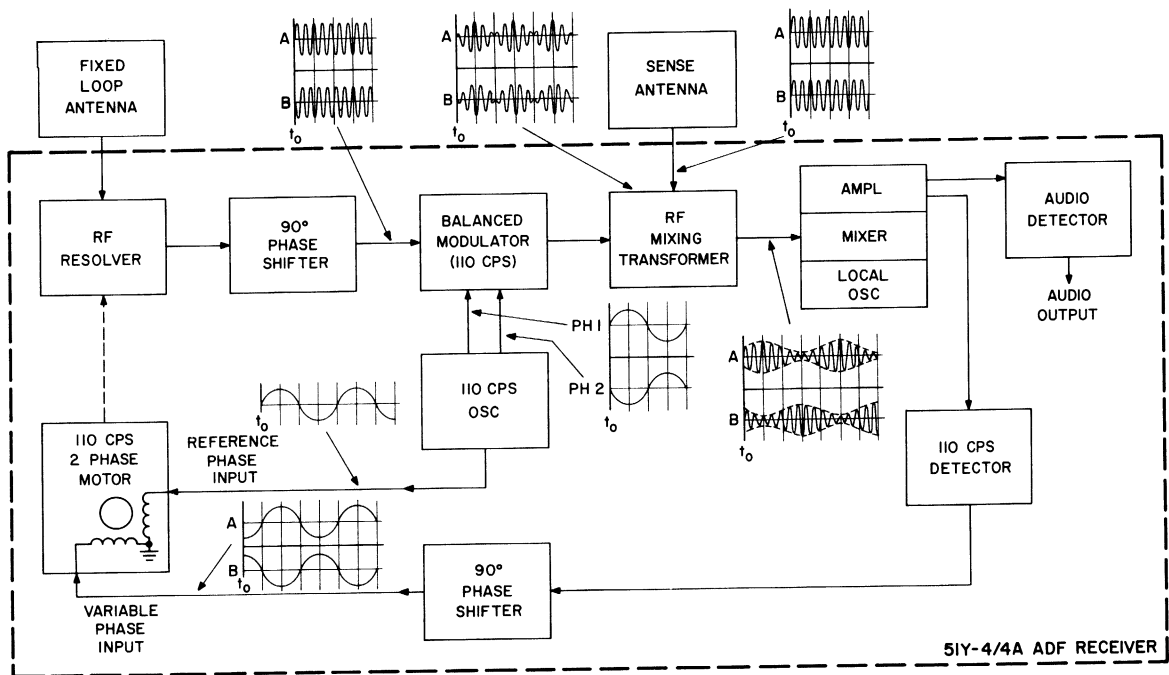 FIXED
LOOP
ANTENNA
A
B
t₀
A
B
t₀
SENSE
ANTENNA
A
B
t₀
RF
RESOLVER
90°
PHASE
SHIFTER
BALANCED
MODULATOR
(110 CPS)
RF
MIXING
TRANSFORMER
AMPL
MIXER
LOCAL
OSC
AUDIO
DETECTOR
AUDIO
OUTPUT
PH 1
PH 2
t₀
A
B
t₀
110 CPS
OSC
t₀
110 CPS
2 PHASE
MOTOR
REFERENCE
PHASE
INPUT
110 CPS
DETECTOR
A
B
t₀
90°
PHASE
SHIFTER
VARIABLE
PHASE
INPUT
51Y-4/4A ADF RECEIVER